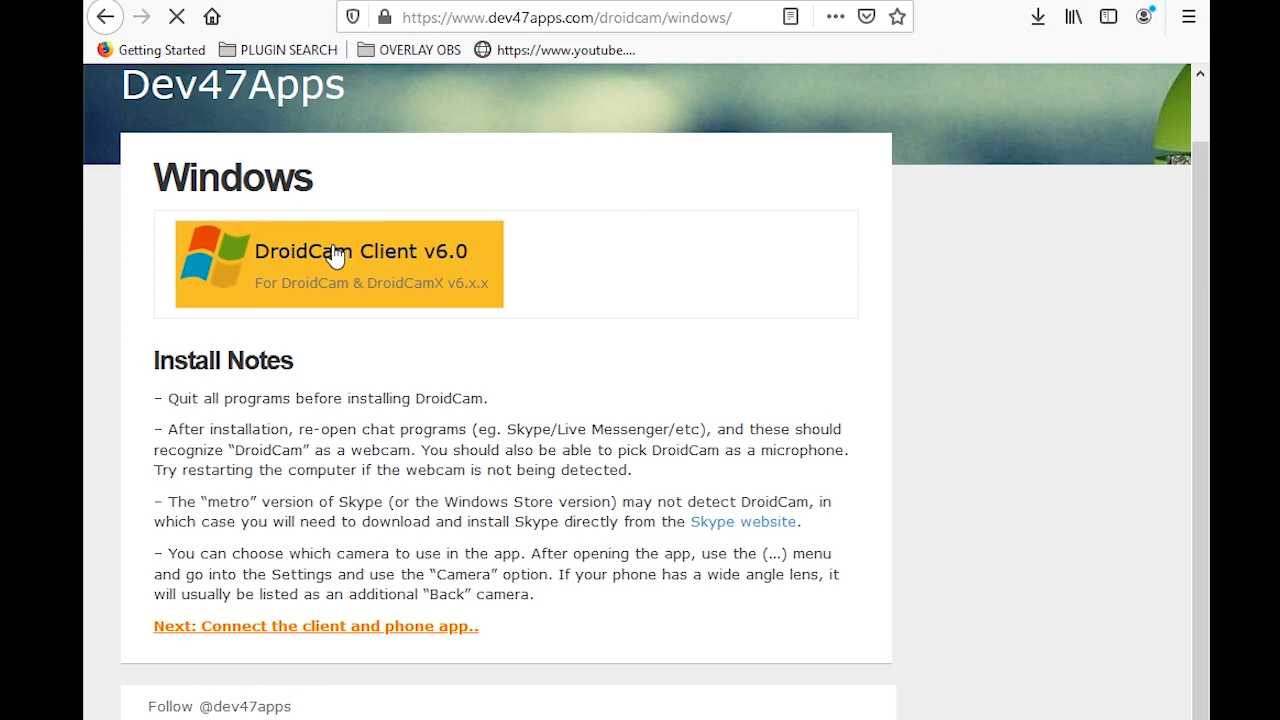 https://www.dev47apps.com/droidcam/windows/
Getting Started
PLUGIN SEARCH
OVERLAY OBS
https://www.youtube....
Dev47Apps
Windows
DroidCam Client v6.0
For DroidCam & DroidCamX v6.x.x
Install Notes
– Quit all programs before installing DroidCam.
– After installation, re-open chat programs (eg. Skype/Live Messenger/etc), and these should
recognize “DroidCam” as a webcam. You should also be able to pick DroidCam as a microphone.
Try restarting the computer if the webcam is not being detected.
– The “metro” version of Skype (or the Windows Store version) may not detect DroidCam, in
which case you will need to download and install Skype directly from the Skype website.
– You can choose which camera to use in the app. After opening the app, use the (…) menu
and go into the Settings and use the “Camera” option. If your phone has a wide angle lens, it
will usually be listed as an additional “Back” camera.
Next: Connect the client and phone app..
Follow @dev47apps